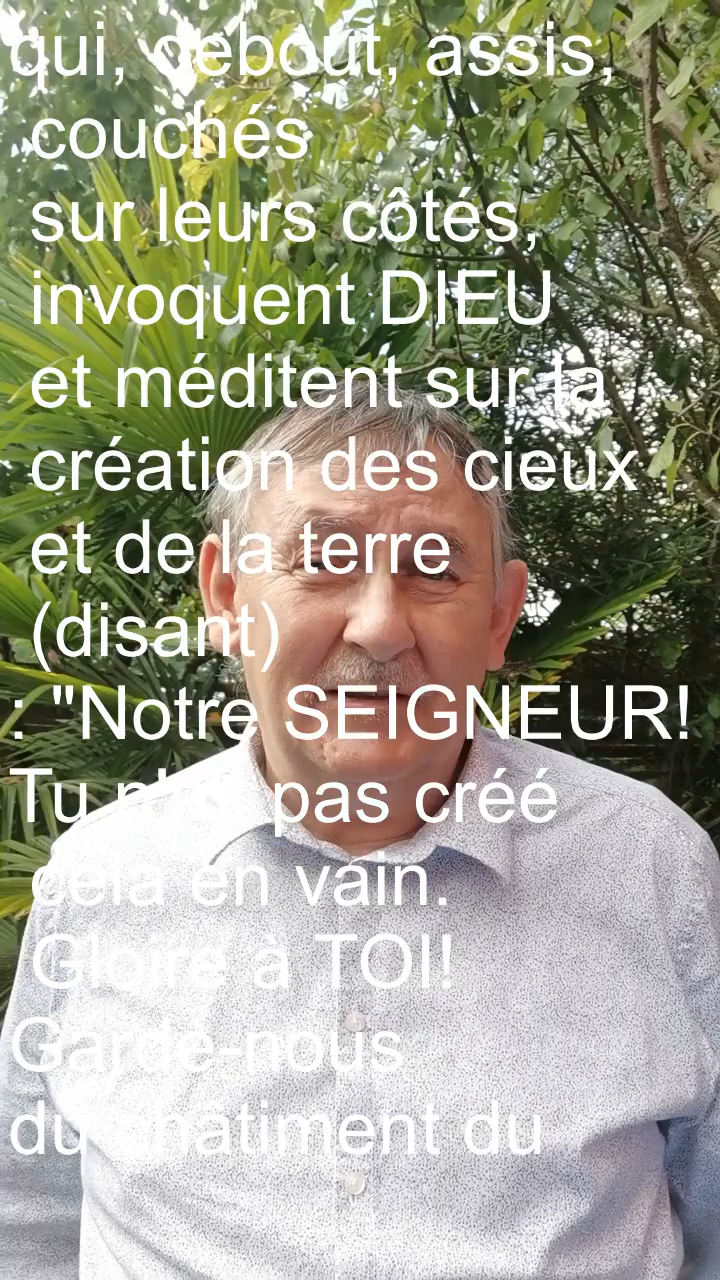 qui, debout, assis,
couchés
sur leurs côtés,
invoquent DIEU
et méditent sur la
création des cieux
et de la terre
(disant)
: "Notre SEIGNEUR!
Tu n'as pas créé
cela en vain.
Gloire à TOI!
Garde-nous
du châtiment du